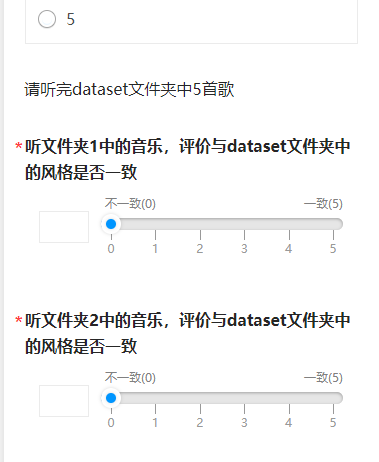 5
请听完dataset文件夹中5首歌
* 听文件夹1中的音乐，评价与dataset文件夹中
的风格是否一致
不一致(0) 一致(5)
0 1 2 3 4 5
* 听文件夹2中的音乐，评价与dataset文件夹中
的风格是否一致
不一致(0) 一致(5)
0 1 2 3 4 5